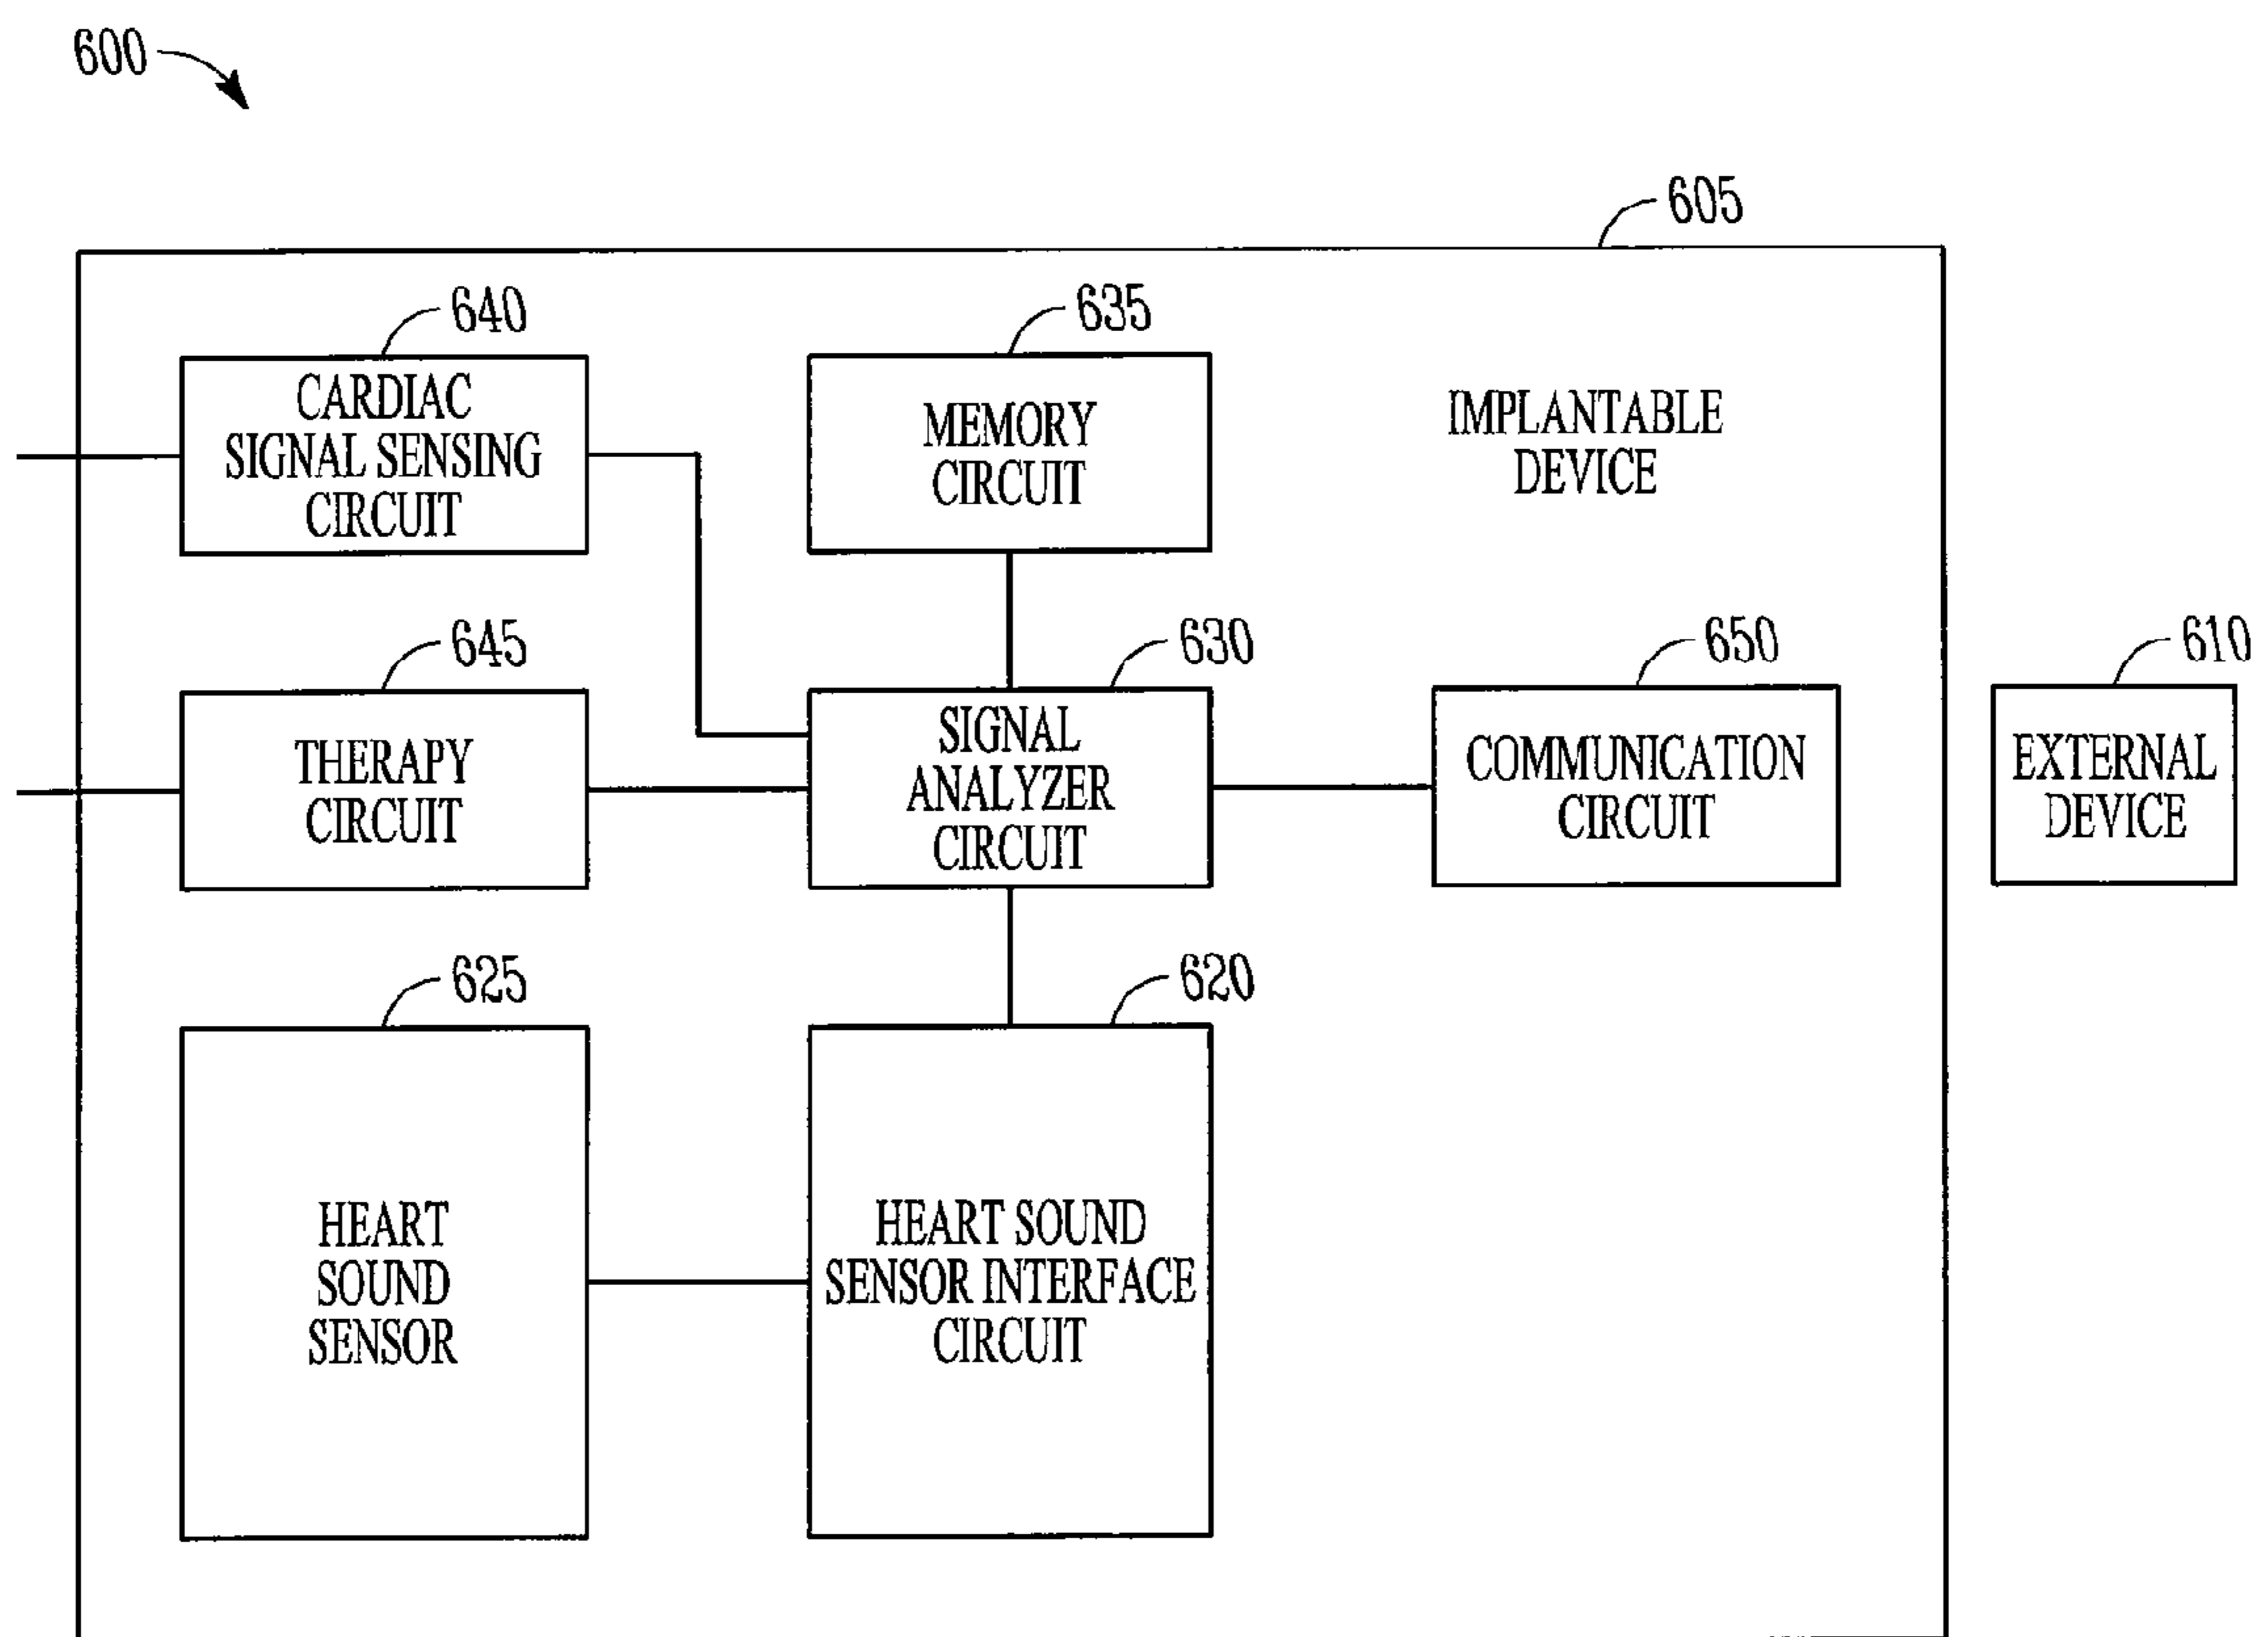 600
605
640
CARDIAC
SIGNAL SENSING
CIRCUIT
635
MEMORY
CIRCUIT
IMPLANTABLE
DEVICE
645
THERAPY
CIRCUIT
630
SIGNAL
ANALYZER
CIRCUIT
650
COMMUNICATION
CIRCUIT
610
EXTERNAL
DEVICE
625
HEART
SOUND
SENSOR
620
HEART SOUND
SENSOR INTERFACE
CIRCUIT